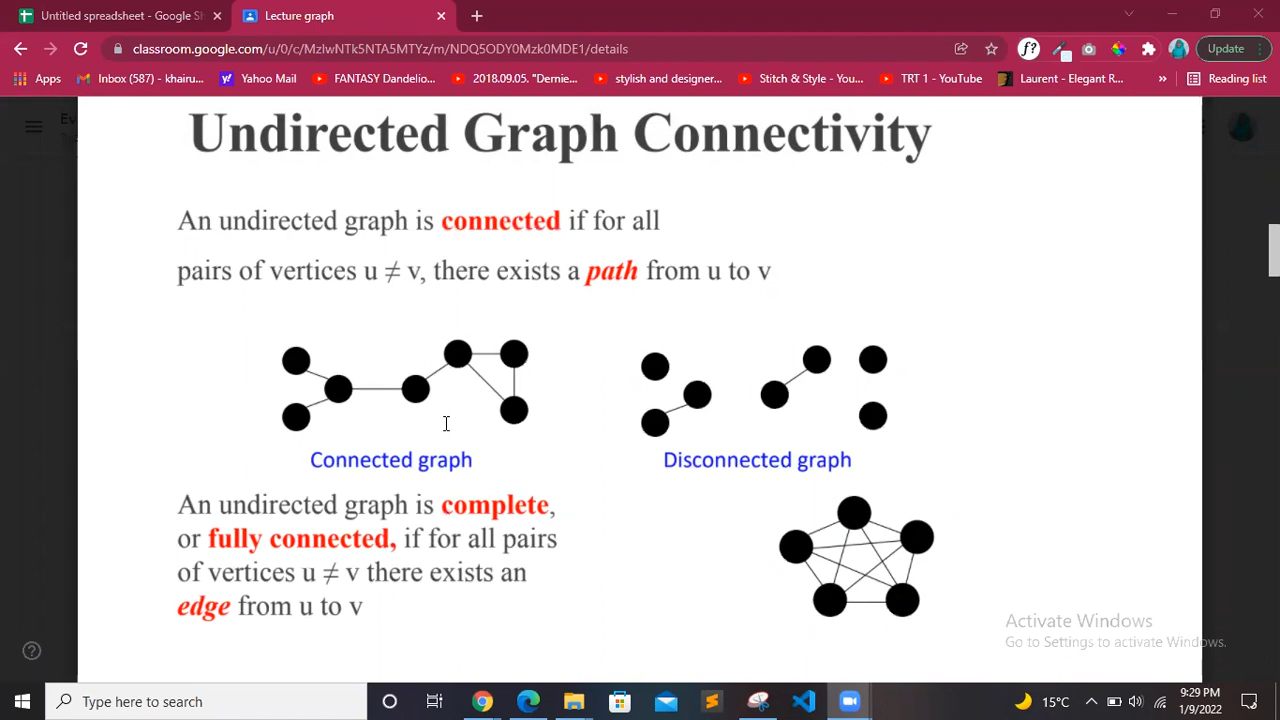 Untitled spreadsheet - Google S
Lecture graph
classroom.google.com/u/0/c/MzIwNTk5NTA5MTYz/m/NDQ5ODY0Mzk0MDE1/details
Update
Apps
Inbox (587) - khairu...
Yahoo Mail
FANTASY Dandelio...
2018.09.05. "Dernie...
stylish and designer...
Stitch & Style - You...
TRT 1 - YouTube
Laurent - Elegant R...
Reading list
Undirected Graph Connectivity
An undirected graph is connected if for all
pairs of vertices u ≠ v, there exists a path from u to v
Connected graph
Disconnected graph
An undirected graph is complete,
or fully connected, if for all pairs
of vertices u ≠ v there exists an
edge from u to v
Activate Windows
Go to Settings to activate Windows.
Type here to search
15°C
9:29 PM
1/9/2022